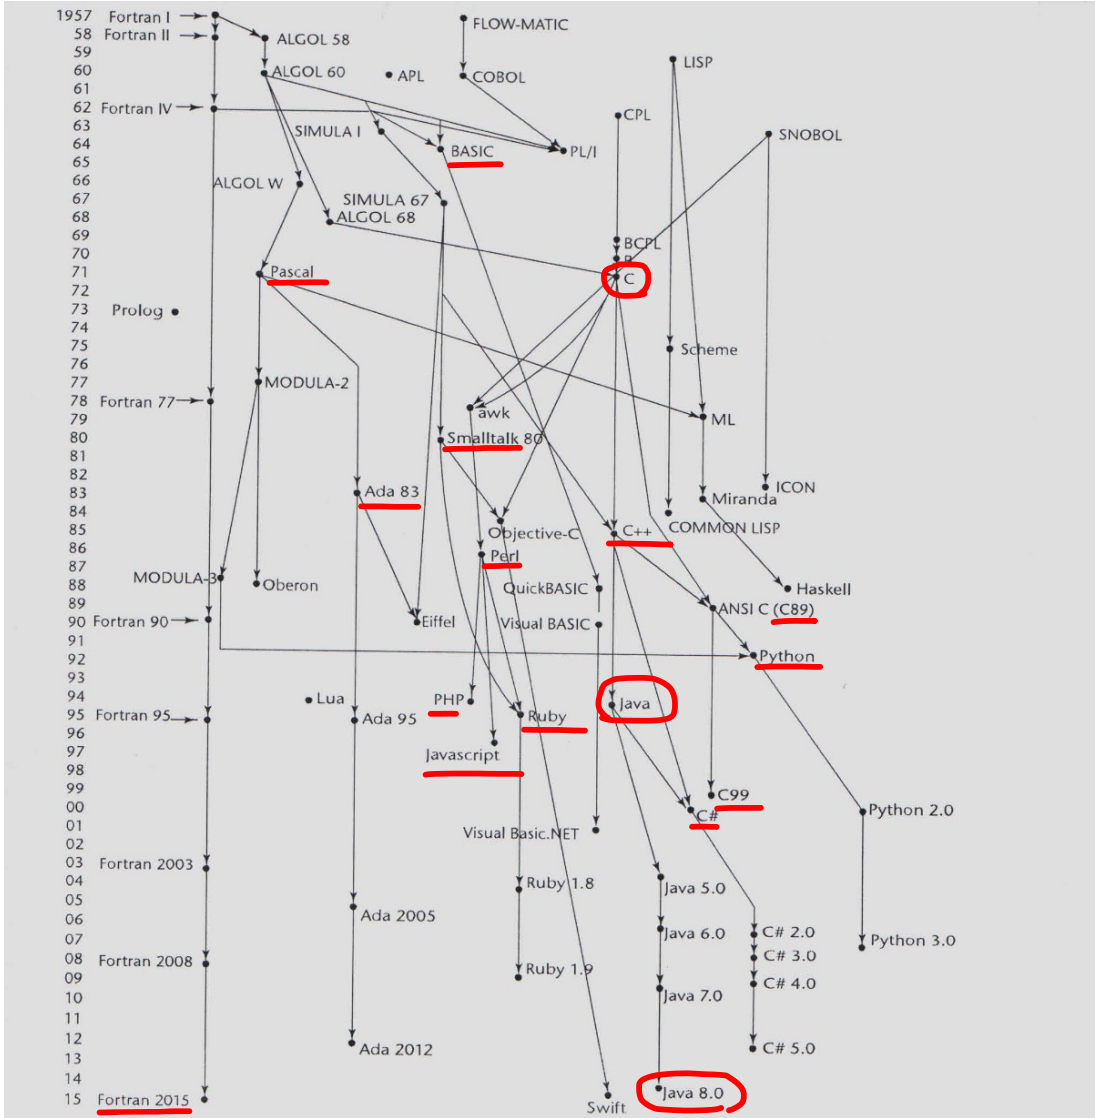 1957 Fortran I FLOW-MATIC
58 Fortran II ALGOL 58
59 LISP
60 ALGOL 60 APL COBOL
61
62 Fortran IV CPL
63 SIMULA I SNOBOL
64 BASIC PL/I
65
66 ALGOL W
67 SIMULA 67
68 ALGOL 68
69 BCPL
70 B
71 Pascal C
72
73 Prolog
74
75 Scheme
76
77 MODULA-2
78 Fortran 77 awk
79 ML
80 Smalltalk 80
81
82 ICON
83 Ada 83 Miranda
84 COMMON LISP
85 Objective-C C++
86 Perl
87
88 MODULA-3 Oberon QuickBASIC Haskell
89 ANSI C (C89)
90 Fortran 90 Eiffel Visual BASIC
91
92 Python
93
94 Lua PHP Java
95 Fortran 95 Ada 95 Ruby
96
97 Javascript
98
99 C99
00 C# Python 2.0
01 Visual Basic.NET
02
03 Fortran 2003
04 Ruby 1.8 Java 5.0
05
06 Ada 2005
07 Java 6.0 C# 2.0 Python 3.0
08 Fortran 2008 C# 3.0
09 Ruby 1.9 C# 4.0
10 Java 7.0
11
12 Ada 2012 C# 5.0
13
14 Java 8.0
15 Fortran 2015 Swift